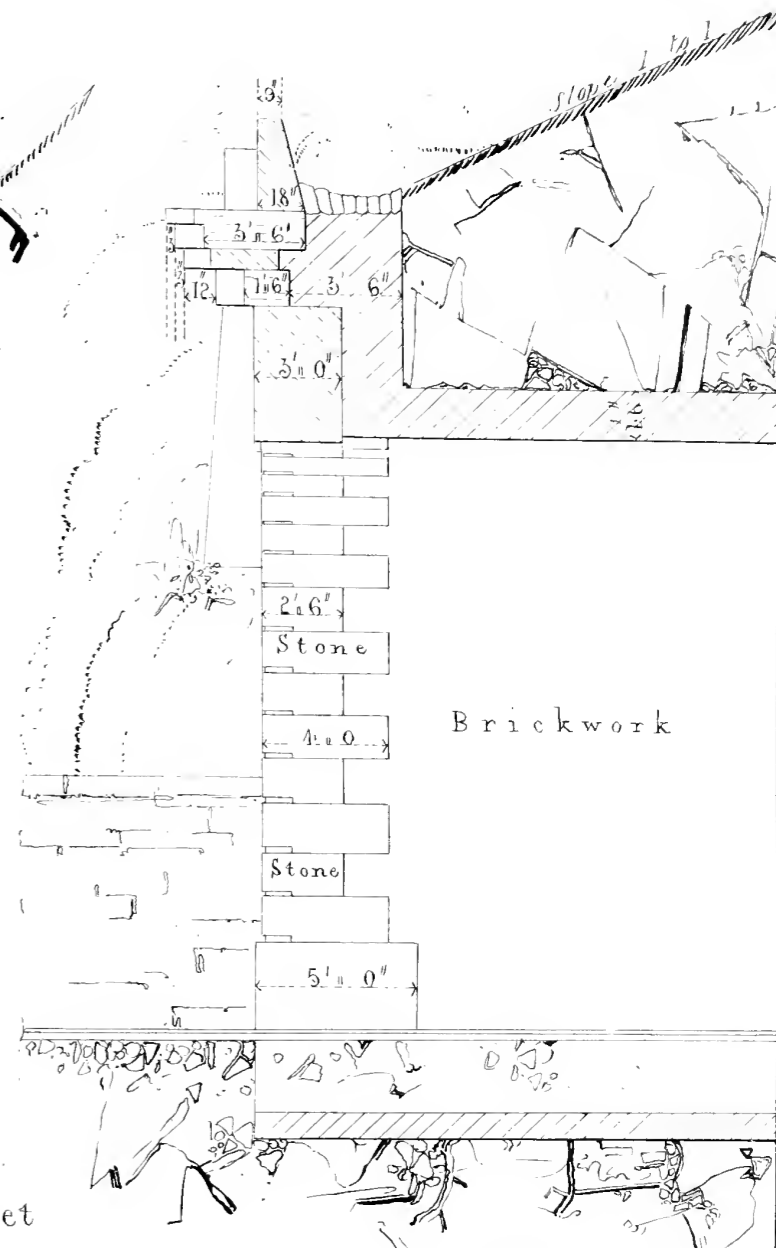 9"
slope 1 to 1
18"
3' 6"
12" 1' 6" 3' 6"
3' 0"
2' 6"
Stone
4' 0
Brickwork
Stone
5' 0"
et